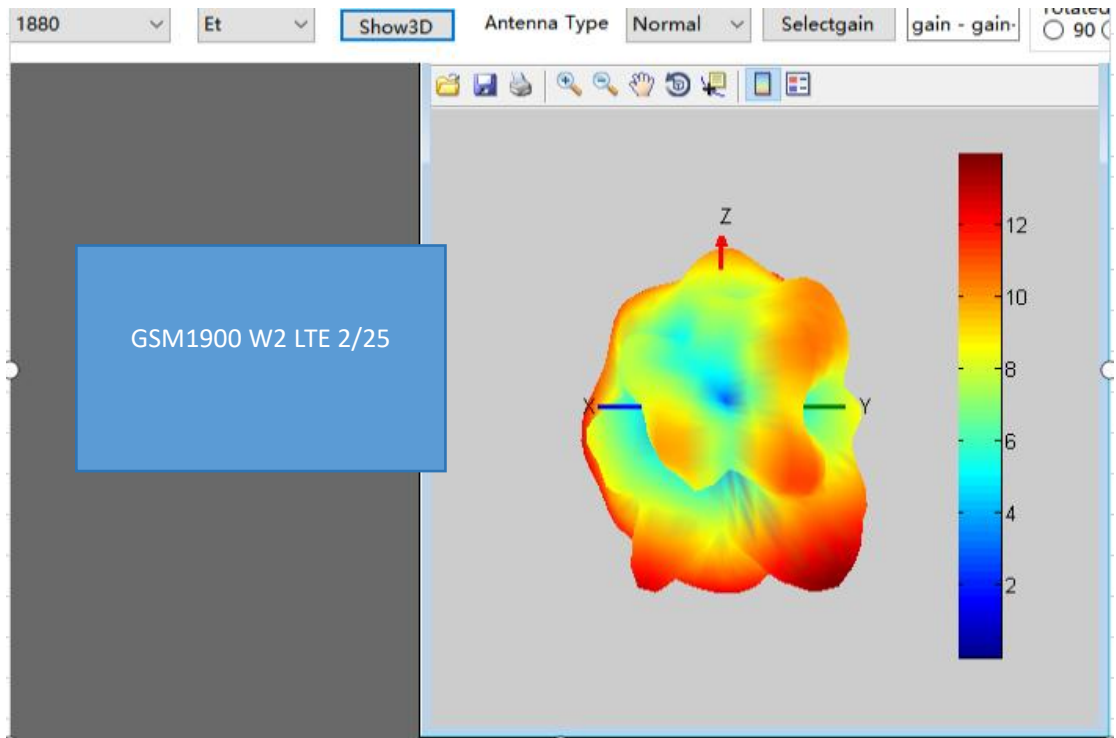 1880 Et Show3D Antenna Type Normal Selectgain gain - gain- rotated
90
Z
12
10
GSM1900 W2 LTE 2/25
8
X Y
6
4
2